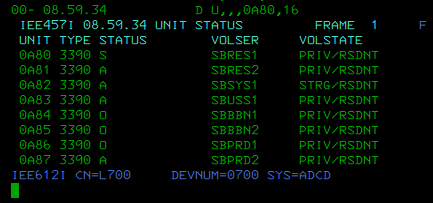 00- 08.59.34 D U,,,0A80,16
IEE457I 08.59.34 UNIT STATUS FRAME 1 F
UNIT TYPE STATUS VOLSER VOLSTATE
0A80 3390 S SBRES1 PRIV/RSDNT
0A81 3390 A SBRES2 PRIV/RSDNT
0A82 3390 A SBSYS1 STRG/RSDNT
0A83 3390 A SBUSS1 PRIV/RSDNT
0A84 3390 O SBBBN1 PRIV/RSDNT
0A85 3390 O SBBBN2 PRIV/RSDNT
0A86 3390 O SBPRD1 PRIV/RSDNT
0A87 3390 A SBPRD2 PRIV/RSDNT
IEE612I CN=L700 DEVNUM=0700 SYS=ADCD